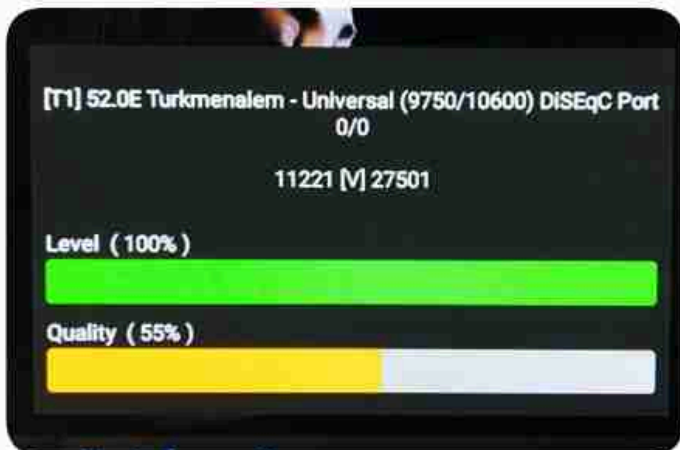 [T1] 52.0E Turkmenalem - Universal (9750/10600) DiSEqC Port
0/0
11221 [V] 27501
Level ( 100% )
Quality ( 55% )